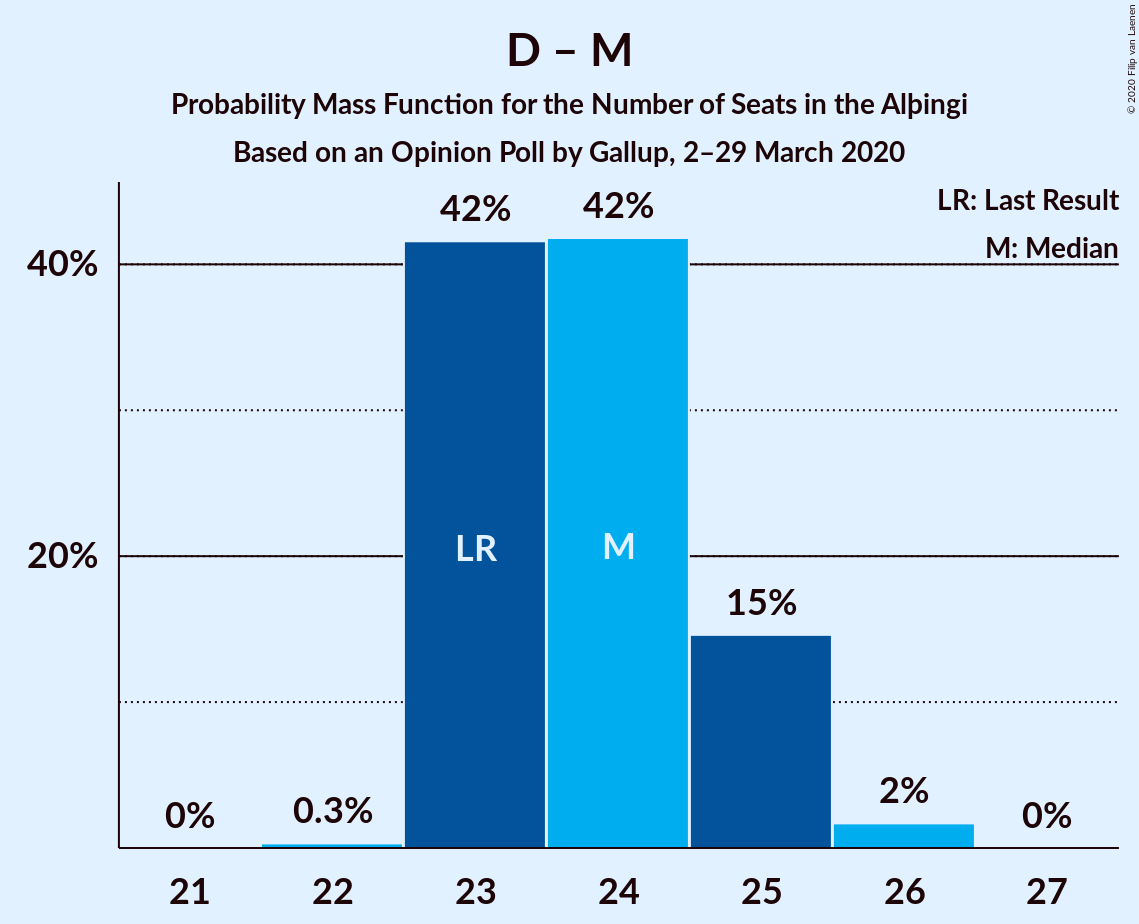 D – M
Probability Mass Function for the Number of Seats in the Alþingi
Based on an Opinion Poll by Gallup, 2–29 March 2020
© 2020 Filip van Laenen
LR: Last Result
M: Median
42%
42%
40%
LR
M
20%
15%
0%
0.3%
2%
0%
21
22
23
24
25
26
27